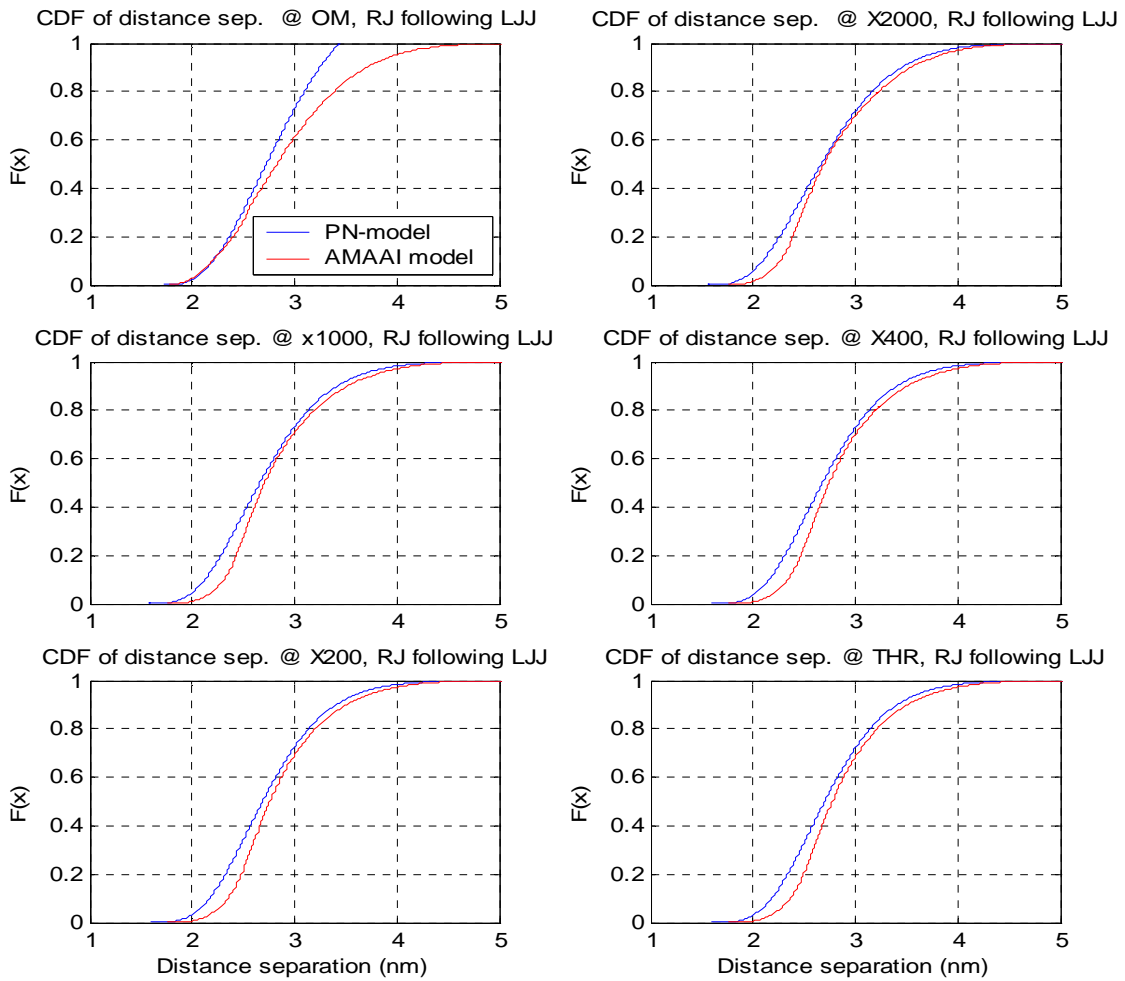 CDF of distance sep. @ OM, RJ following LJJ
F(x)
1
0.8
0.6
0.4
0.2
0
1 2 3 4 5
PN-model
AMAAI model
CDF of distance sep. @ X2000, RJ following LJJ
F(x)
1
0.8
0.6
0.4
0.2
0
1 2 3 4 5
CDF of distance sep. @ x1000, RJ following LJJ
F(x)
1
0.8
0.6
0.4
0.2
0
1 2 3 4 5
CDF of distance sep. @ X400, RJ following LJJ
F(x)
1
0.8
0.6
0.4
0.2
0
1 2 3 4 5
CDF of distance sep. @ X200, RJ following LJJ
F(x)
1
0.8
0.6
0.4
0.2
0
1 2 3 4 5
Distance separation (nm)
CDF of distance sep. @ THR, RJ following LJJ
F(x)
1
0.8
0.6
0.4
0.2
0
1 2 3 4 5
Distance separation (nm)